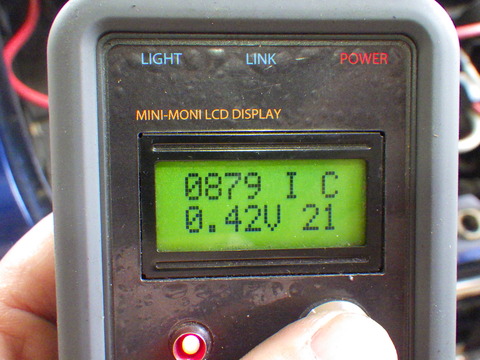 LIGHT LINK POWER
MINI-MONI LCD DISPLAY
0879 I C
0.42V 21